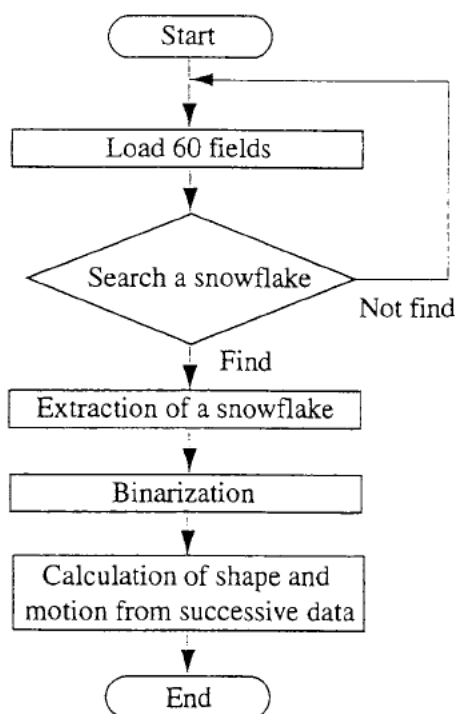 Start
Load 60 fields
Search a snowflake
Not find
Find
Extraction of a snowflake
Binarization
Calculation of shape and
motion from successive data
End